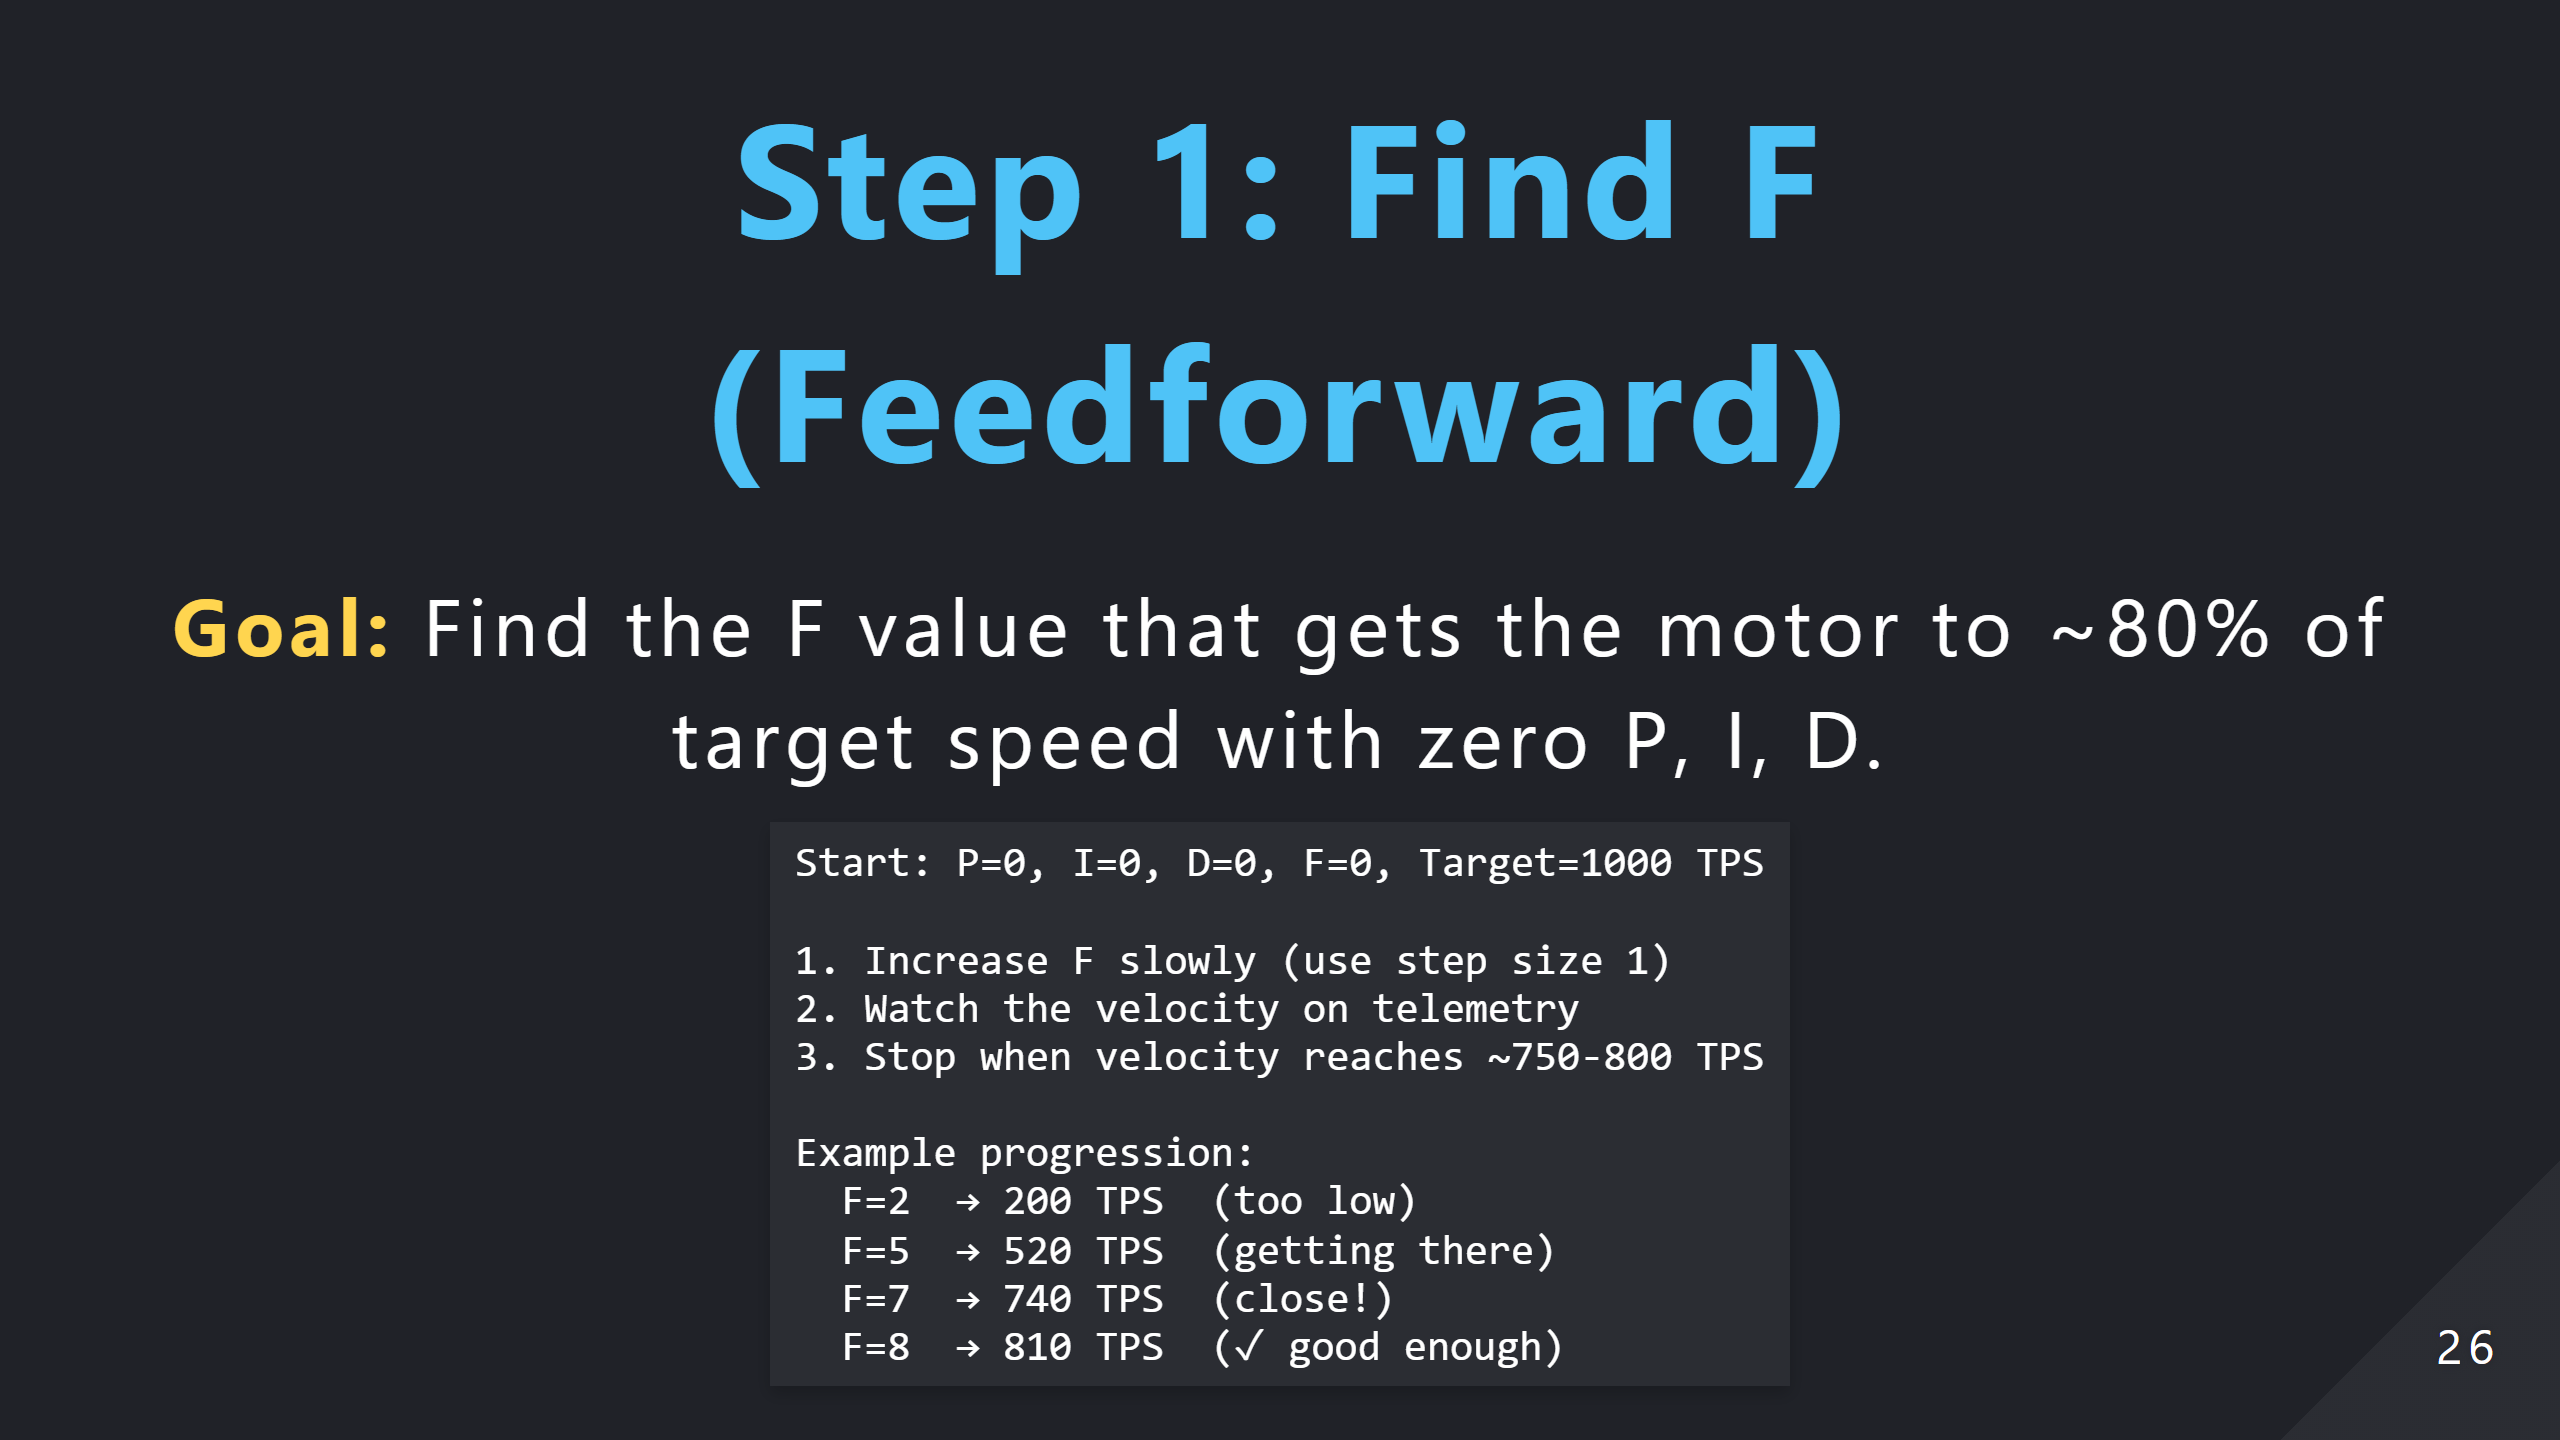 Step 1: Find F
(Feedforward)
Goal: Find the F value that gets the motor to ~80% of
target speed with zero P, I, D.
Start: P=0, I=0, D=0, F=0, Target=1000 TPS
1. Increase F slowly (use step size 1)
2. Watch the velocity on telemetry
3. Stop when velocity reaches ~750-800 TPS
Example progression:
F=2 → 200 TPS (too low)
F=5 → 520 TPS (getting there)
F=7 → 740 TPS (close!)
F=8 → 810 TPS (✓ good enough)
26